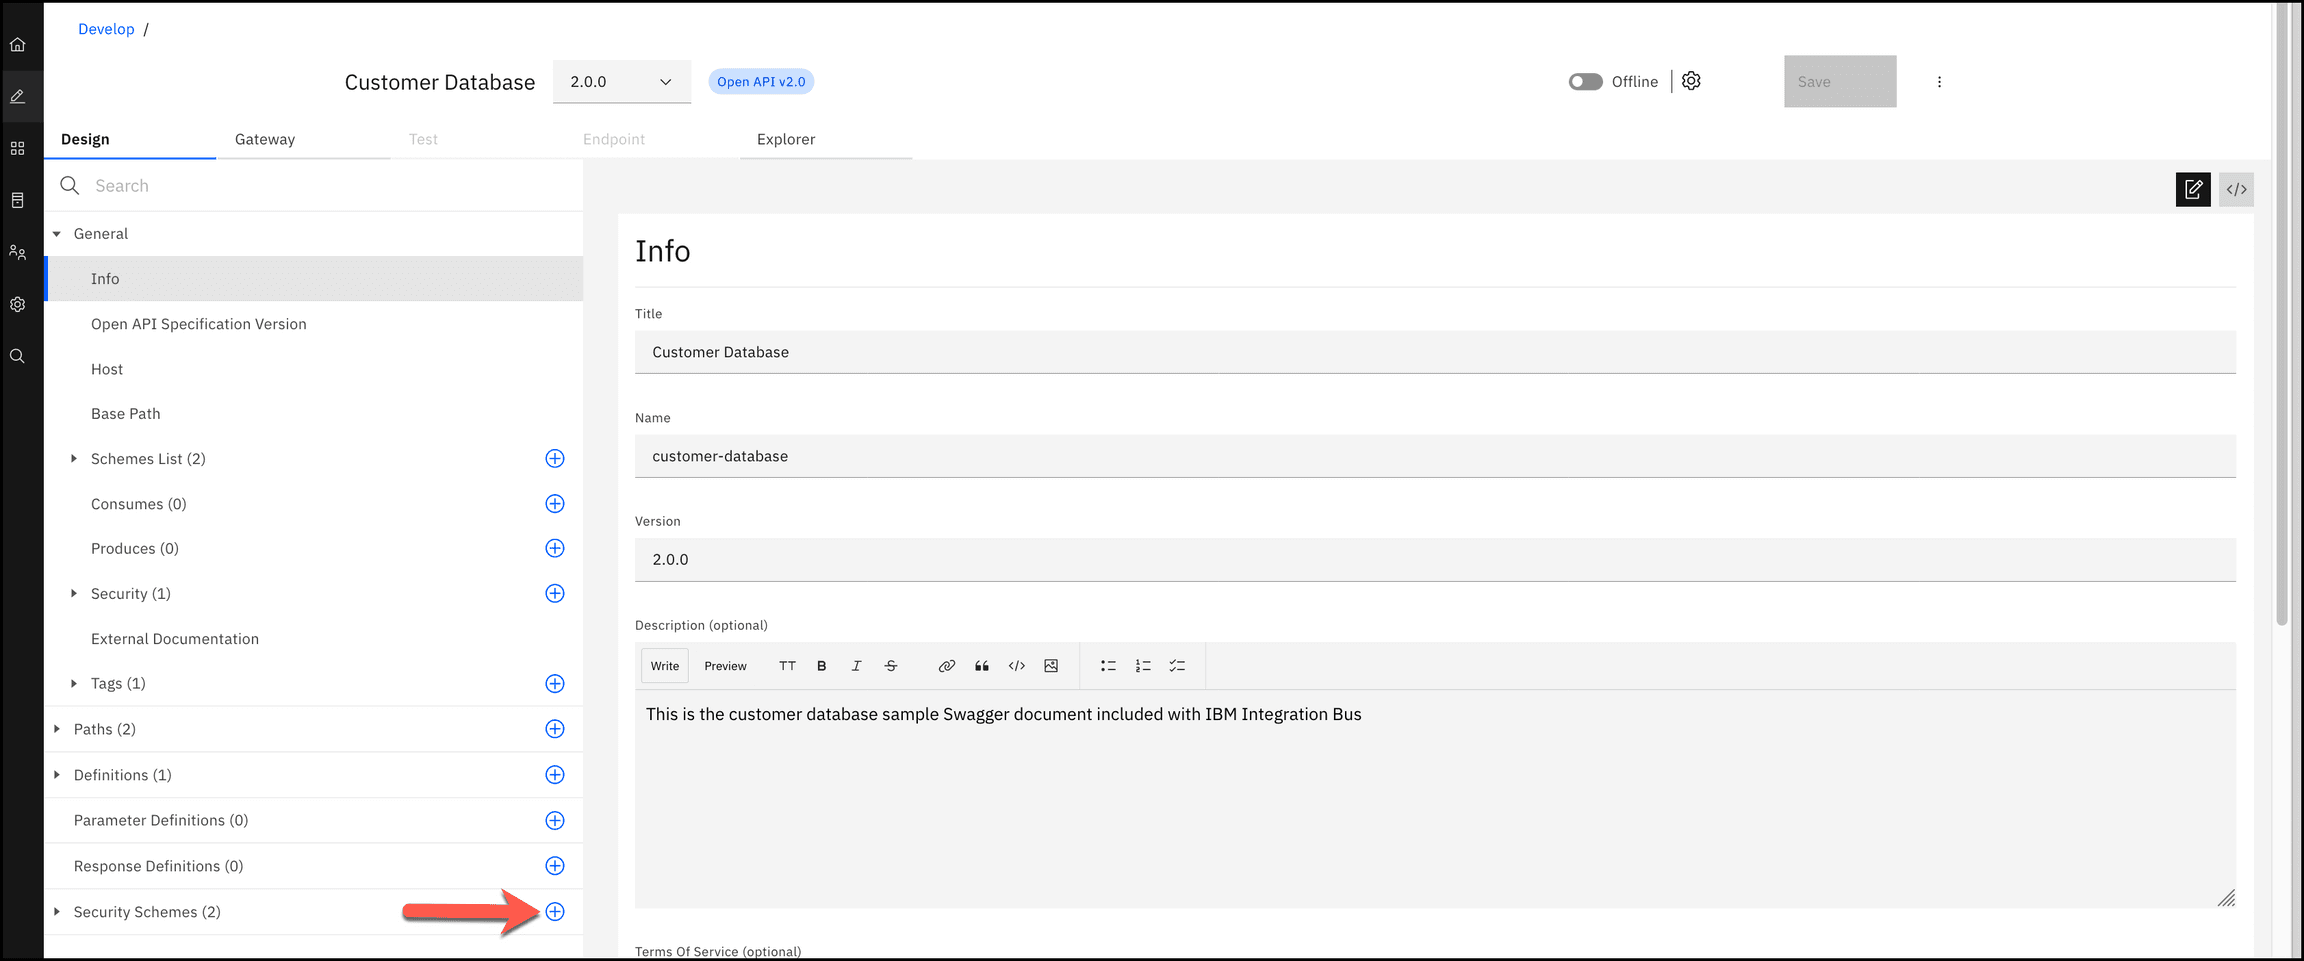 Develop /
Customer Database
2.0.0
Open API v2.0
Offline
Save
Design
Gateway
Test
Endpoint
Explorer
Search
General
Info
Open API Specification Version
Host
Base Path
Schemes List (2)
Consumes (0)
Produces (0)
Security (1)
External Documentation
Tags (1)
Paths (2)
Definitions (1)
Parameter Definitions (0)
Response Definitions (0)
Security Schemes (2)
Info
Title
Customer Database
Name
customer-database
Version
2.0.0
Description (optional)
Write Preview TT B I S
This is the customer database sample Swagger document included with IBM Integration Bus
Terms Of Service (optional)